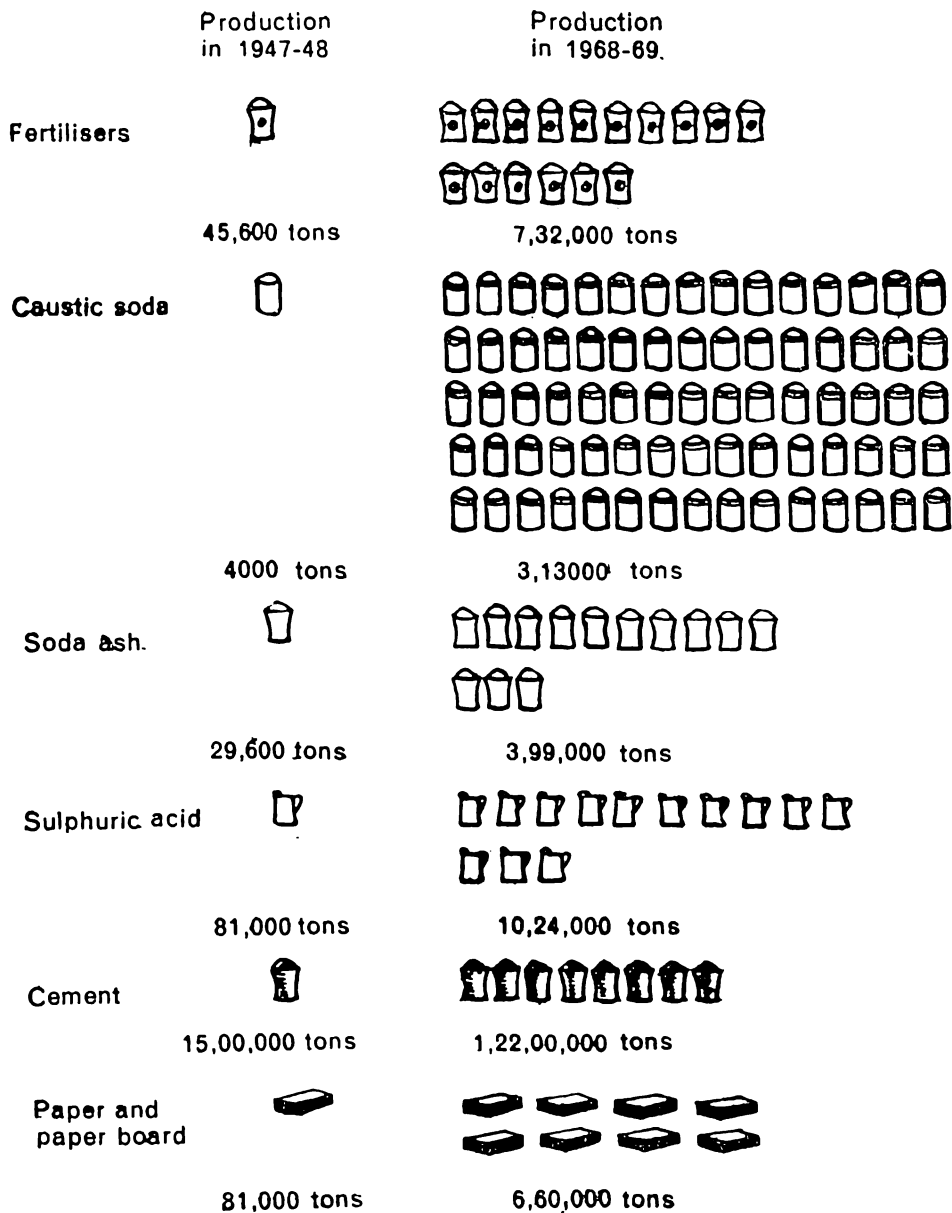 Production Production
in 1947-48 in 1968-69.
Fertilisers
45,600 tons 7,32,000 tons
Caustic soda
4000 tons 3,13000 tons
Soda ash.
29,600 tons 3,99,000 tons
Sulphuric acid
81,000 tons 10,24,000 tons
Cement
15,00,000 tons 1,22,00,000 tons
Paper and
paper board
81,000 tons 6,60,000 tons